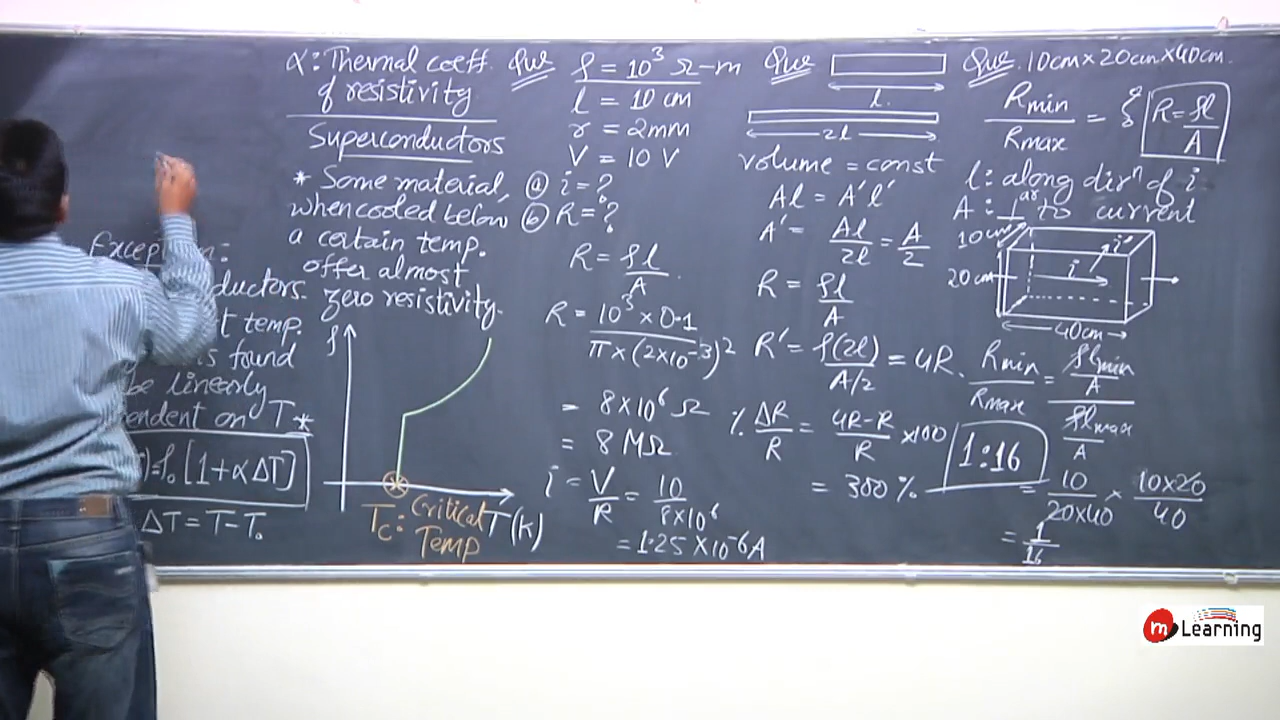 Exception:
ductors.
t temp.
s found
be linearly
endent on T *
)=ρ₀ [1+αΔT]
ΔT = T-T₀
α: Thermal coeff.
of resistivity
Superconductors
* Some material,
when cooled below
a certain temp.
offer almost
zero resistivity.
ρ
T(K)
Tc: Critical
Temp
Que
ρ = 10³ Ω-m
l = 10 cm
r = 2mm
V = 10 V
(a) i = ?
(b) R = ?
R = ρl/A
R = 10³ × 0.1/π×(2×10⁻³)²
= 8×10⁶ Ω
= 8 MΩ
i = V/R = 10/8×10⁶
= 1.25 ×10⁻⁶A
Que
l
2l
volume = const
Al = A'l'
A' = Al/2l = A/2
R = ρl/A
R' = ρ(2l)/A/2 = 4R.
% ΔR/R = 4R-R/R ×100
= 300 %
Que. 10cm×20cm×40cm.
Rmin/Rmax = { R = ρl/A
l: along dirⁿ of i
A: ⊥ᵃʳ to current
10cm
i'
20cm
i
40cm
Rmin/Rmax = ρlmin/A/ρlmax/A
1:16
= 10/20×40 × 10×20/40
= 1/16
m Learning